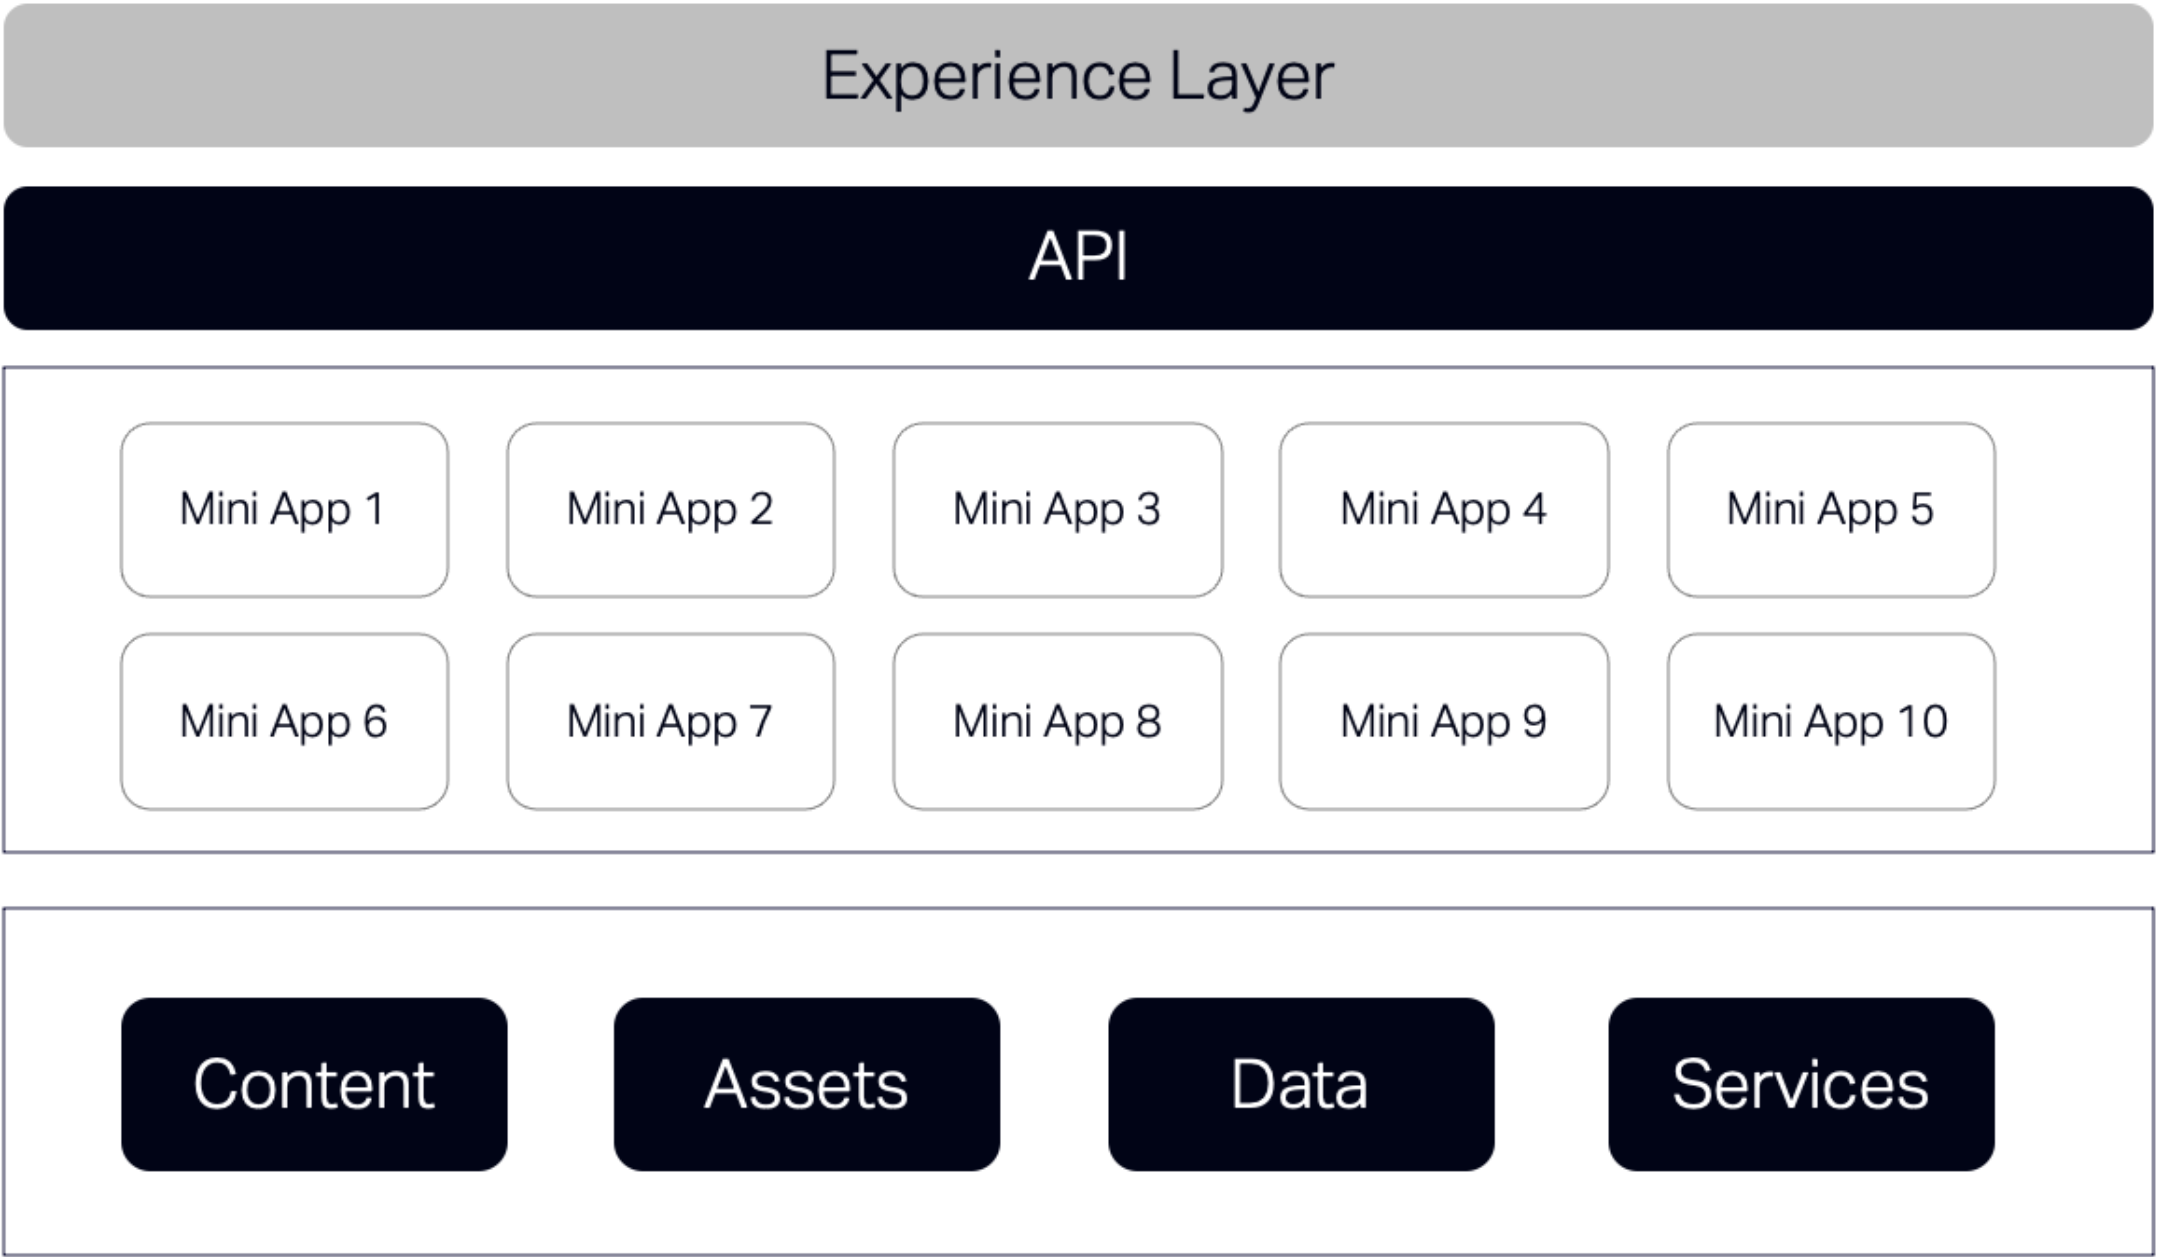 Experience Layer
API
Mini App 1
Mini App 2
Mini App 3
Mini App 4
Mini App 5
Mini App 6
Mini App 7
Mini App 8
Mini App 9
Mini App 10
Content
Assets
Data
Services